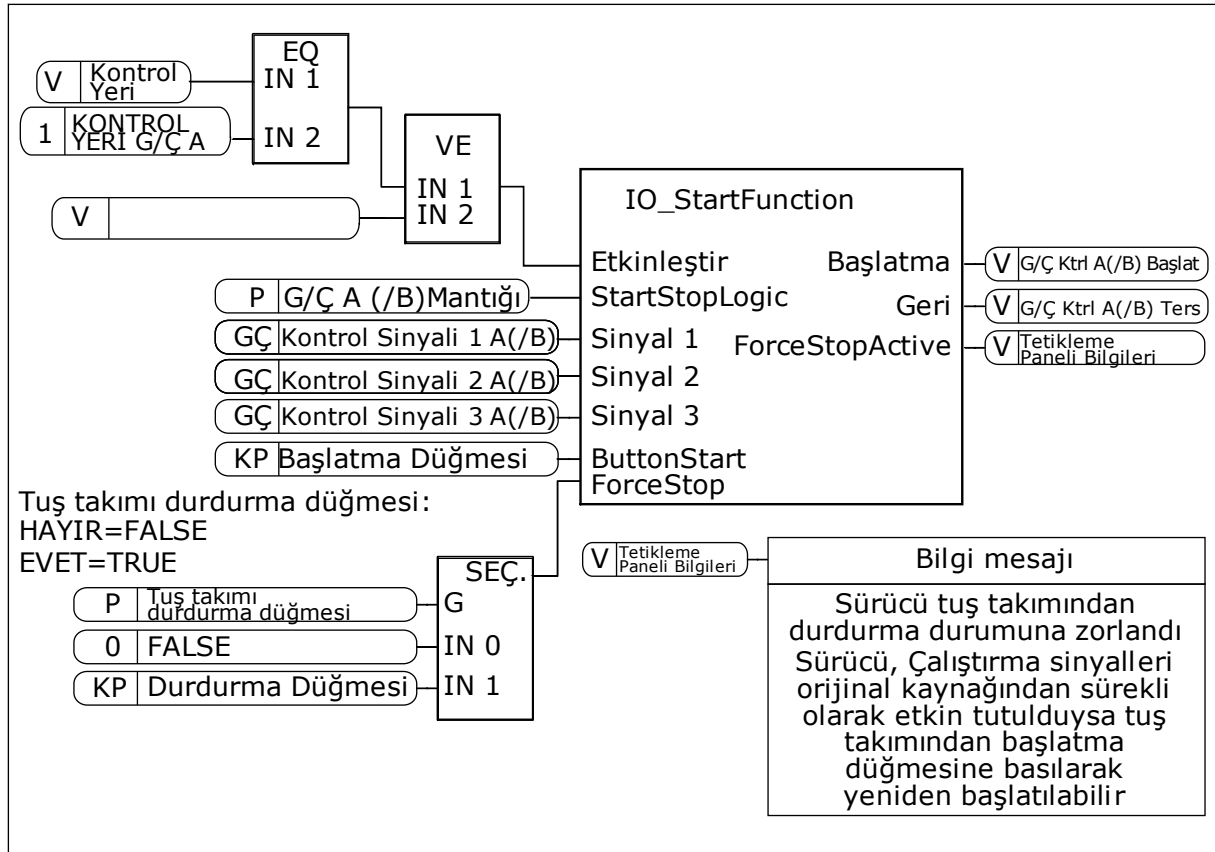 EQ
V Kontrol
Yeri
IN 1
1 KONTROL
YERİ G/Ç A
IN 2
VE
IN 1
IN 2
V
IO_StartFunction
Etkinleştir
Başlatma
V G/Ç Ktrl A(/B) Başlat
P G/Ç A (/B)Mantığı
StartStopLogic
Geri
V G/Ç Ktrl A(/B) Ters
GÇ Kontrol Sinyali 1 A(/B)
Sinyal 1
ForceStopActive
V Tetikleme
Paneli Bilgileri
GÇ Kontrol Sinyali 2 A(/B)
Sinyal 2
GÇ Kontrol Sinyali 3 A(/B)
Sinyal 3
KP Başlatma Düğmesi
ButtonStart
ForceStop
Tuş takımı durdurma düğmesi:
HAYIR=FALSE
EVET=TRUE
SEÇ.
P Tuş takımı
durdurma düğmesi
G
0 FALSE
IN 0
KP Durdurma Düğmesi
IN 1
V Tetikleme
Paneli Bilgileri
Bilgi mesajı
Sürücü tuş takımından
durdurma durumuna zorlandı
Sürücü, Çalıştırma sinyalleri
orijinal kaynağından sürekli
olarak etkin tutulduysa tuş
takımından başlatma
düğmesine basılarak
yeniden başlatılabilir